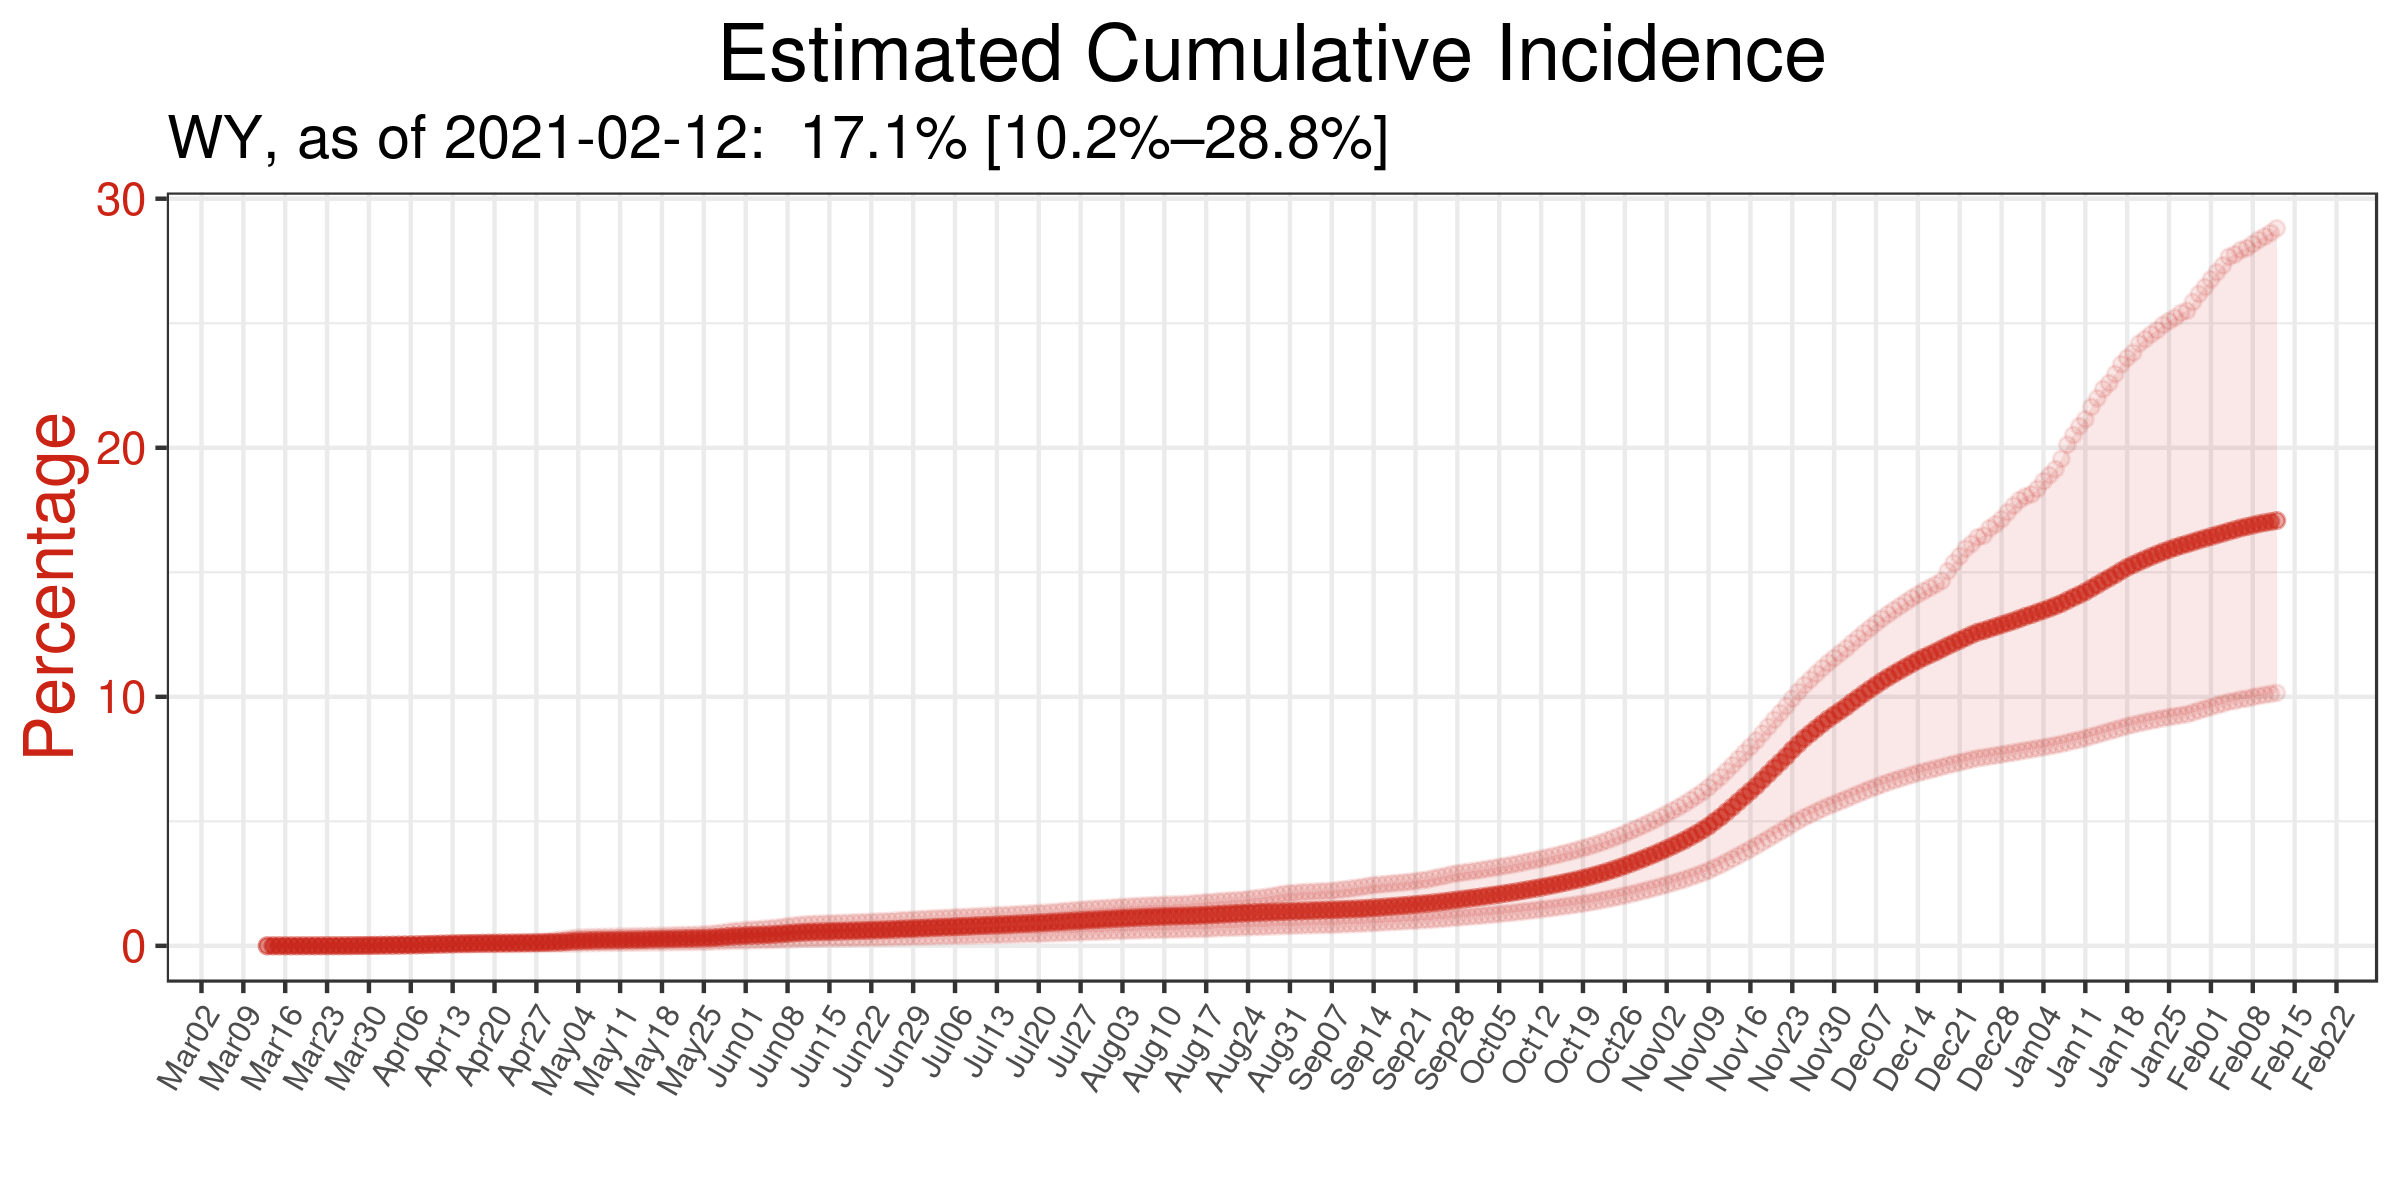 Estimated Cumulative Incidence
WY, as of 2021-02-12:  17.1% [10.2%–28.8%]
Percentage
30
20
10
0
Mar02
Mar09
Mar16
Mar23
Mar30
Apr06
Apr13
Apr20
Apr27
May04
May11
May18
May25
Jun01
Jun08
Jun15
Jun22
Jun29
Jul06
Jul13
Jul20
Jul27
Aug03
Aug10
Aug17
Aug24
Aug31
Sep07
Sep14
Sep21
Sep28
Oct05
Oct12
Oct19
Oct26
Nov02
Nov09
Nov16
Nov23
Nov30
Dec07
Dec14
Dec21
Dec28
Jan04
Jan11
Jan18
Jan25
Feb01
Feb08
Feb15
Feb22